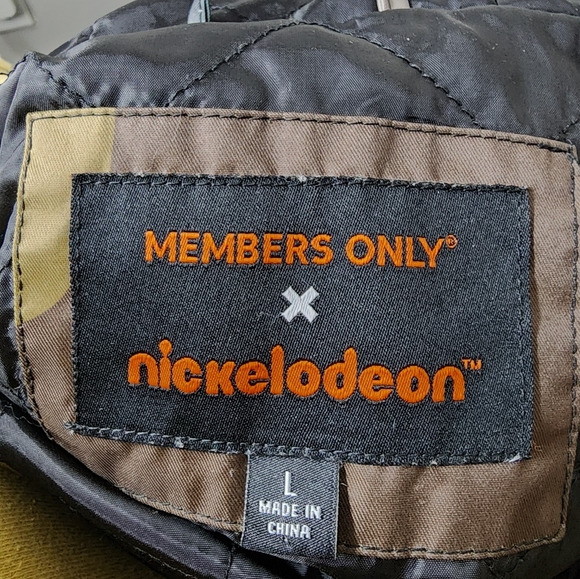 MEMBERS ONLY®
×
nickelodeon™
L
MADE IN
CHINA